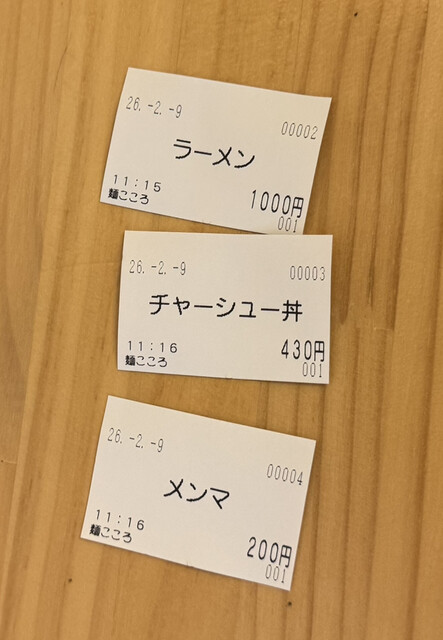 26.-2.-9
00002
ラーメン
11:15
1000円
麺こころ
001
26.-2.-9
00003
チャーシュー丼
11:16
430円
麺こころ
001
26.-2.-9
00004
メンマ
11:16
200円
麺こころ
001